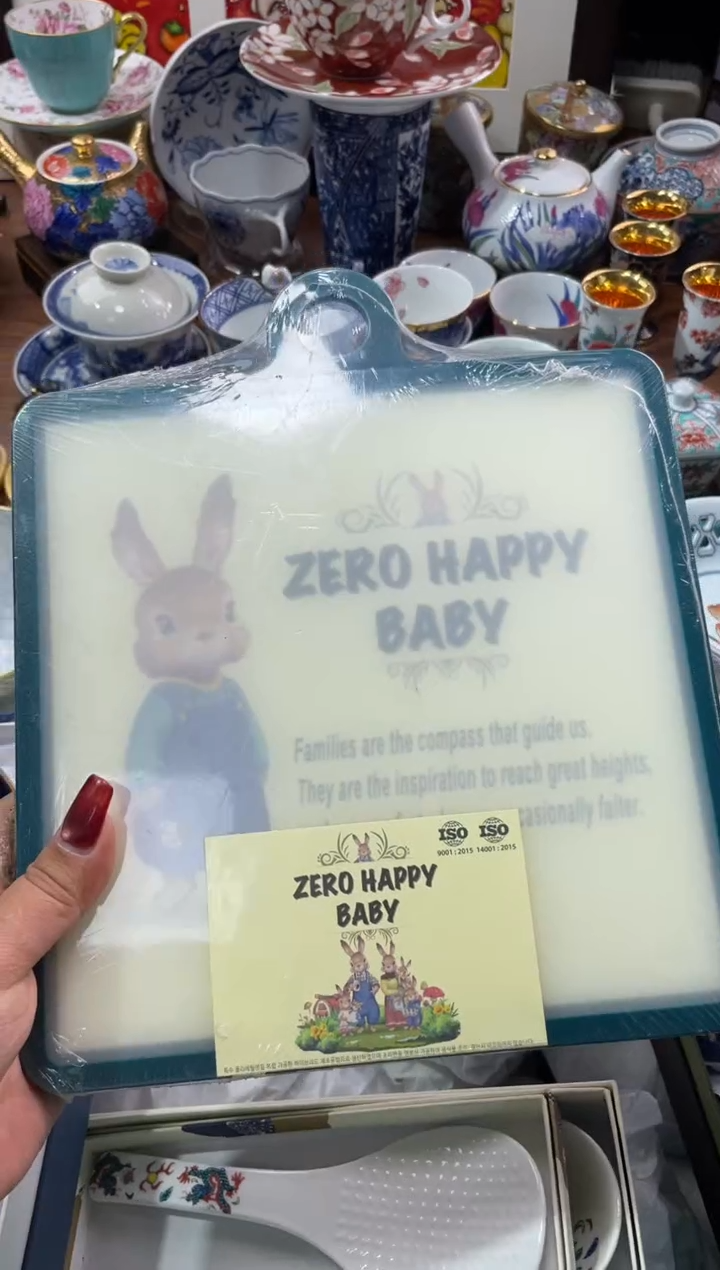 ZERO HAPPY
BABY
Families are the compass that guide us.
They are the inspiration to reach great heights,
occasionally falter.
ISO ISO
9001:2015 14001:2015
ZERO HAPPY
BABY